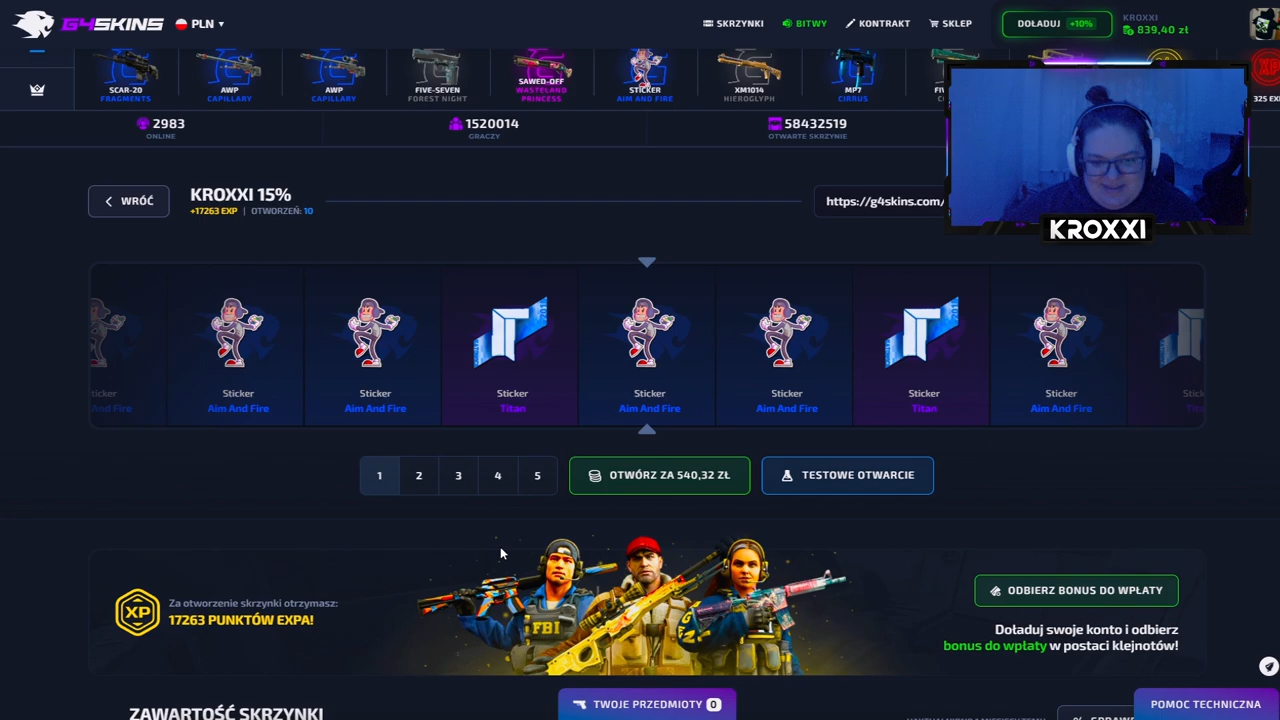 G4SKINS
PLN
SKRZYNKI
BITWY
KONTRAKT
SKLEP
DOŁADUJ
+10%
KROXXI
839,40 zł
SCAR-20
FRAGMENTS
AWP
CAPILLARY
AWP
CAPILLARY
FIVE-SEVEN
FOREST NIGHT
SAWED-OFF
WASTELAND
PRINCESS
STICKER
AIM AND FIRE
XM1014
HIEROGLYPH
MP7
CIRRUS
325 EX
2983
ONLINE
1520014
GRACZY
58432519
OTWARTE SKRZYNIE
WRÓĆ
KROXXI 15%
+17263 EXP | OTWORZEŃ: 10
https://g4skins.com/
KROXXI
Sticker
Aim And Fire
Sticker
Aim And Fire
Sticker
Titan
Sticker
Aim And Fire
Sticker
Aim And Fire
Sticker
Titan
Sticker
Aim And Fire
1
2
3
4
5
OTWÓRZ ZA 540,32 ZŁ
TESTOWE OTWARCIE
XP
Za otworzenie skrzynki otrzymasz:
17263 PUNKTÓW EXPA!
FBI
ODBIERZ BONUS DO WPŁATY
Doładuj swoje konto i odbierz
bonus do wpłaty w postaci klejnotów!
ZAWARTOŚĆ SKRZYNKI
TWOJE PRZEDMIOTY 0
POMOC TECHNICZNA